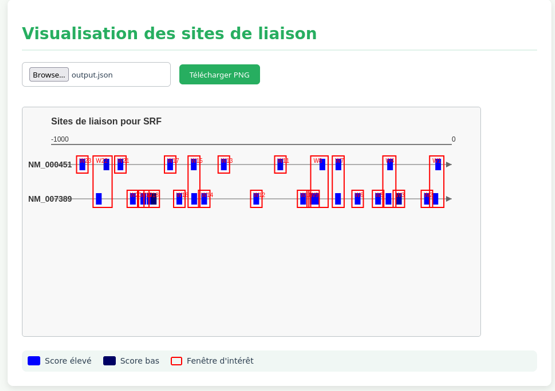 Visualisation des sites de liaison
Browse... output.json
Télécharger PNG
Sites de liaison pour SRF
-1000 0
NM_000451
NM_007389
Score élevé Score bas Fenêtre d'intérêt